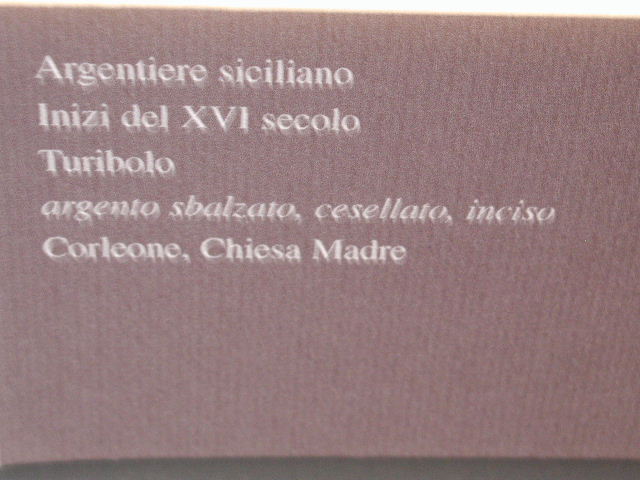 Argentiere siciliano
Inizi del XVI secolo
Turibolo
argento sbalzato, cesellato, inciso
Corleone, Chiesa Madre